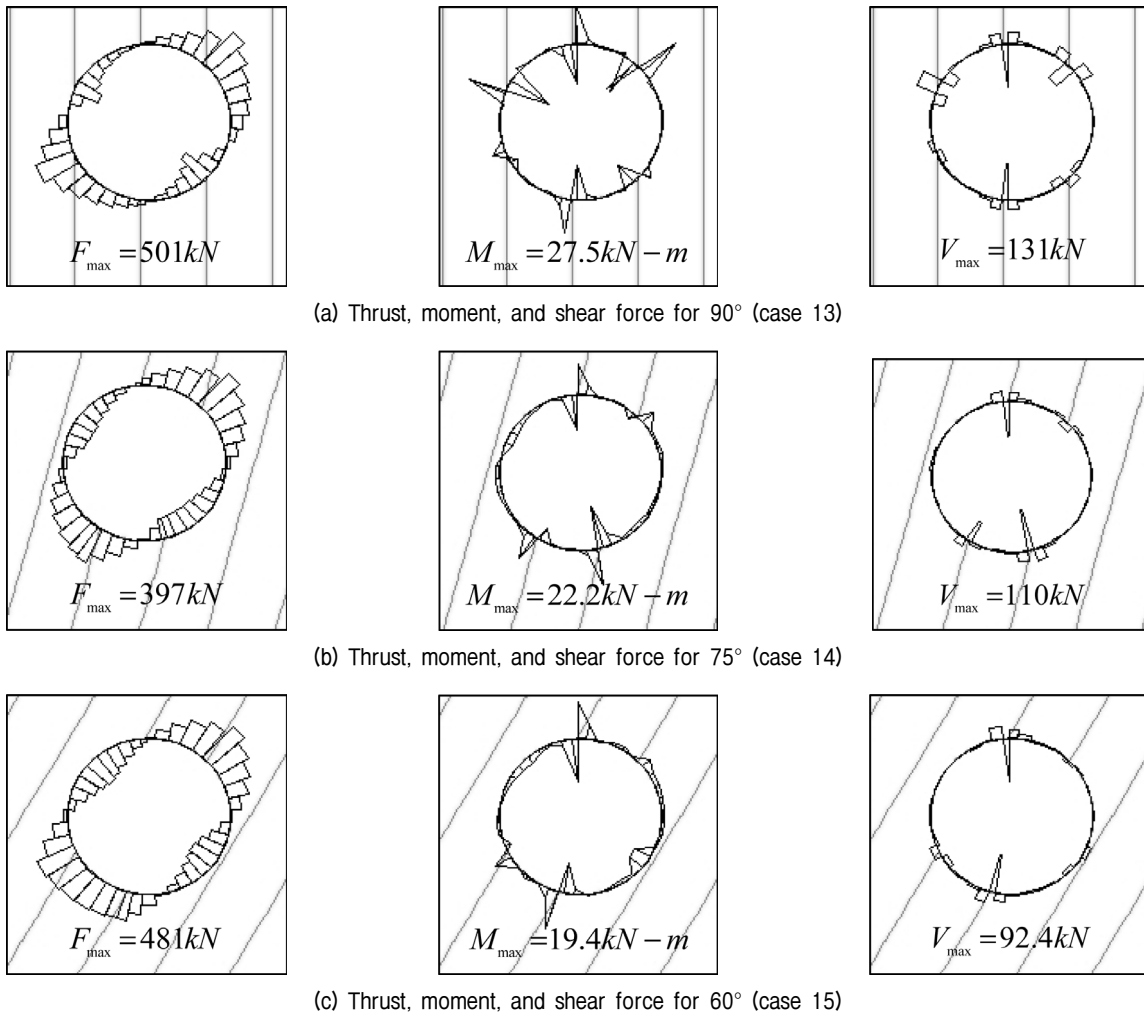 F_max = 501kN
M_max = 27.5kN − m
V_max = 131kN
(a) Thrust, moment, and shear force for 90° (case 13)
F_max = 397kN
M_max = 22.2kN − m
V_max = 110kN
(b) Thrust, moment, and shear force for 75° (case 14)
F_max = 481kN
M_max = 19.4kN − m
V_max = 92.4kN
(c) Thrust, moment, and shear force for 60° (case 15)